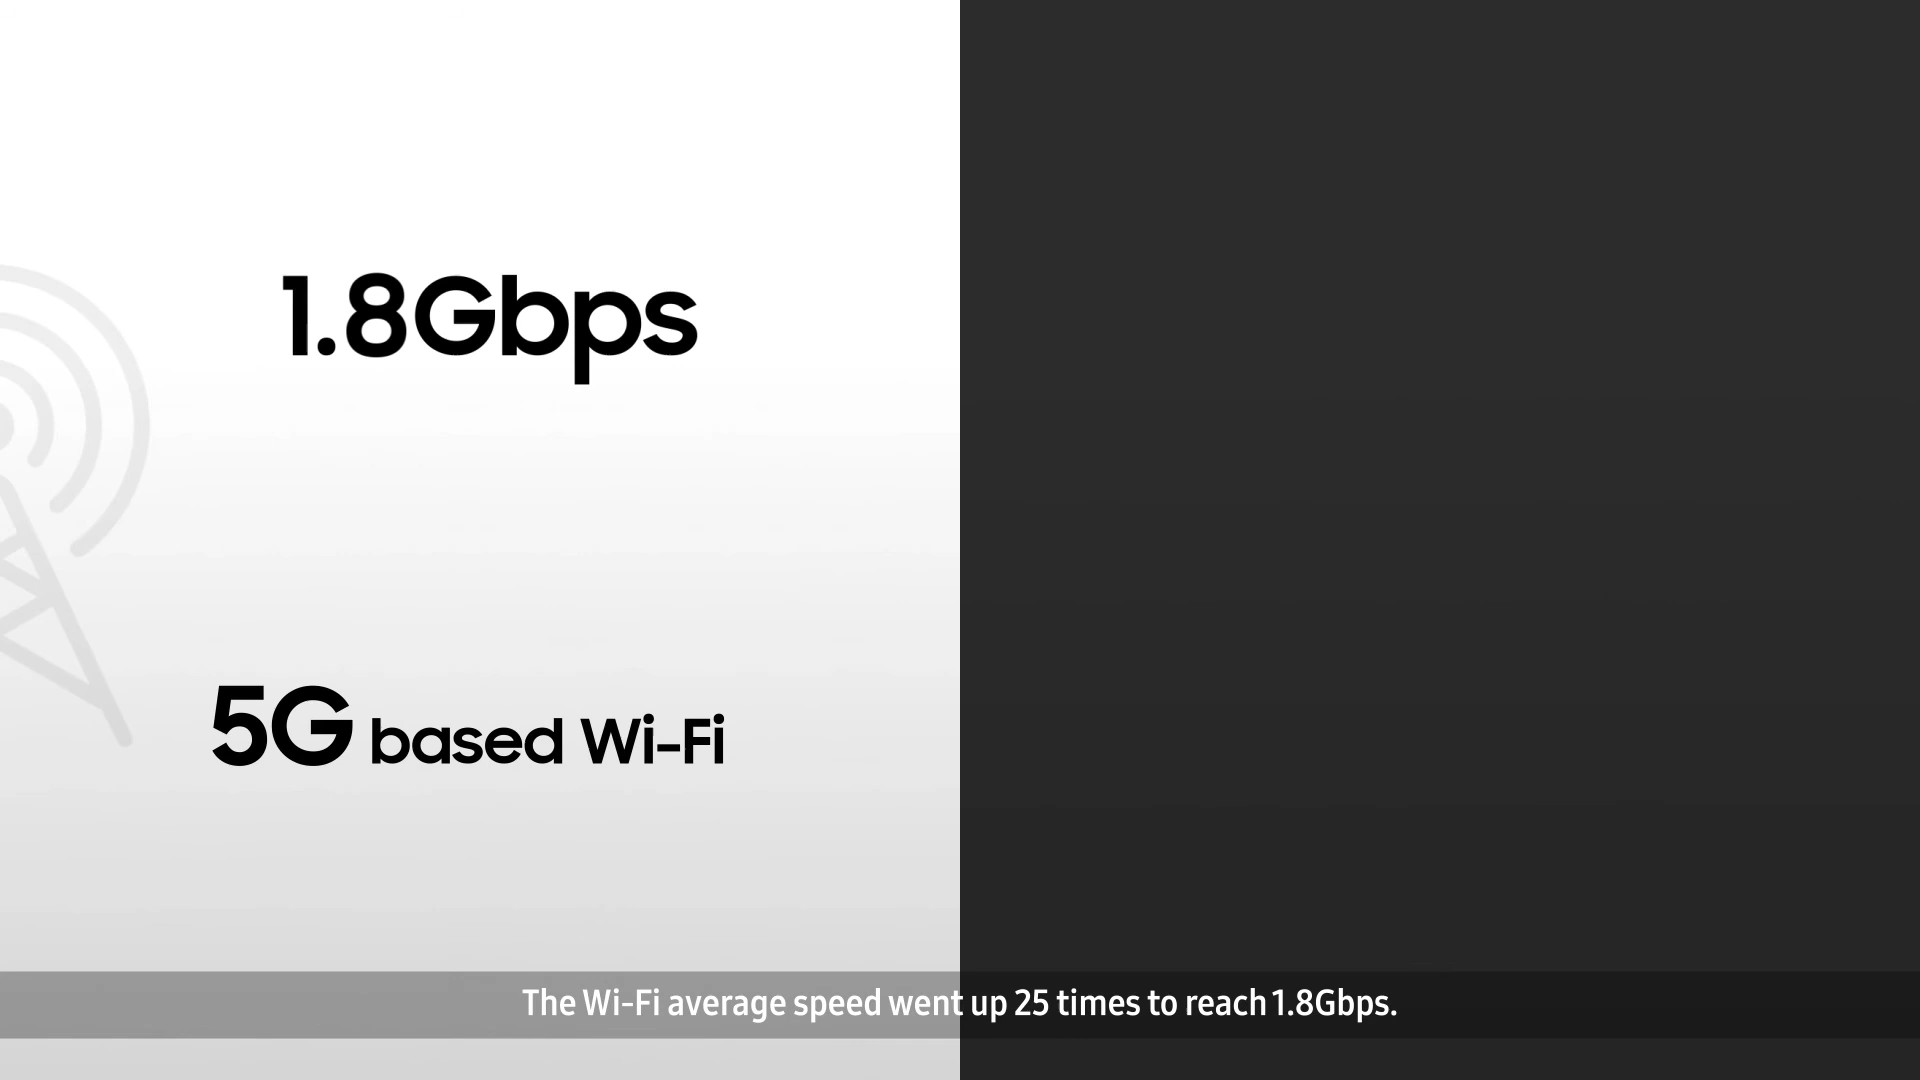 1.8Gbps
5G based Wi-Fi
The Wi-Fi average speed went up 25 times to reach 1.8Gbps.